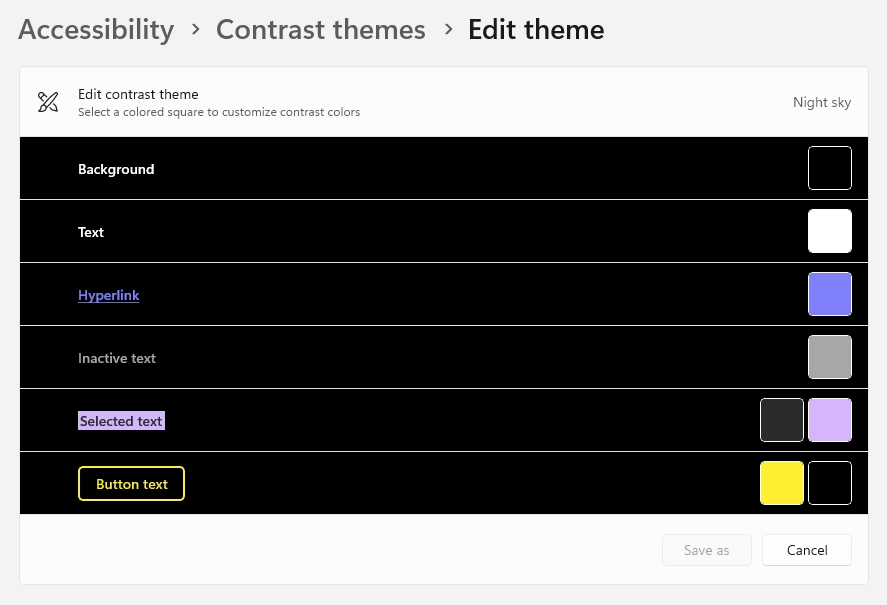 Accessibility > Contrast themes > Edit theme
Edit contrast theme
Select a colored square to customize contrast colors
Night sky
Background
Text
Hyperlink
Inactive text
Selected text
Button text
Save as
Cancel